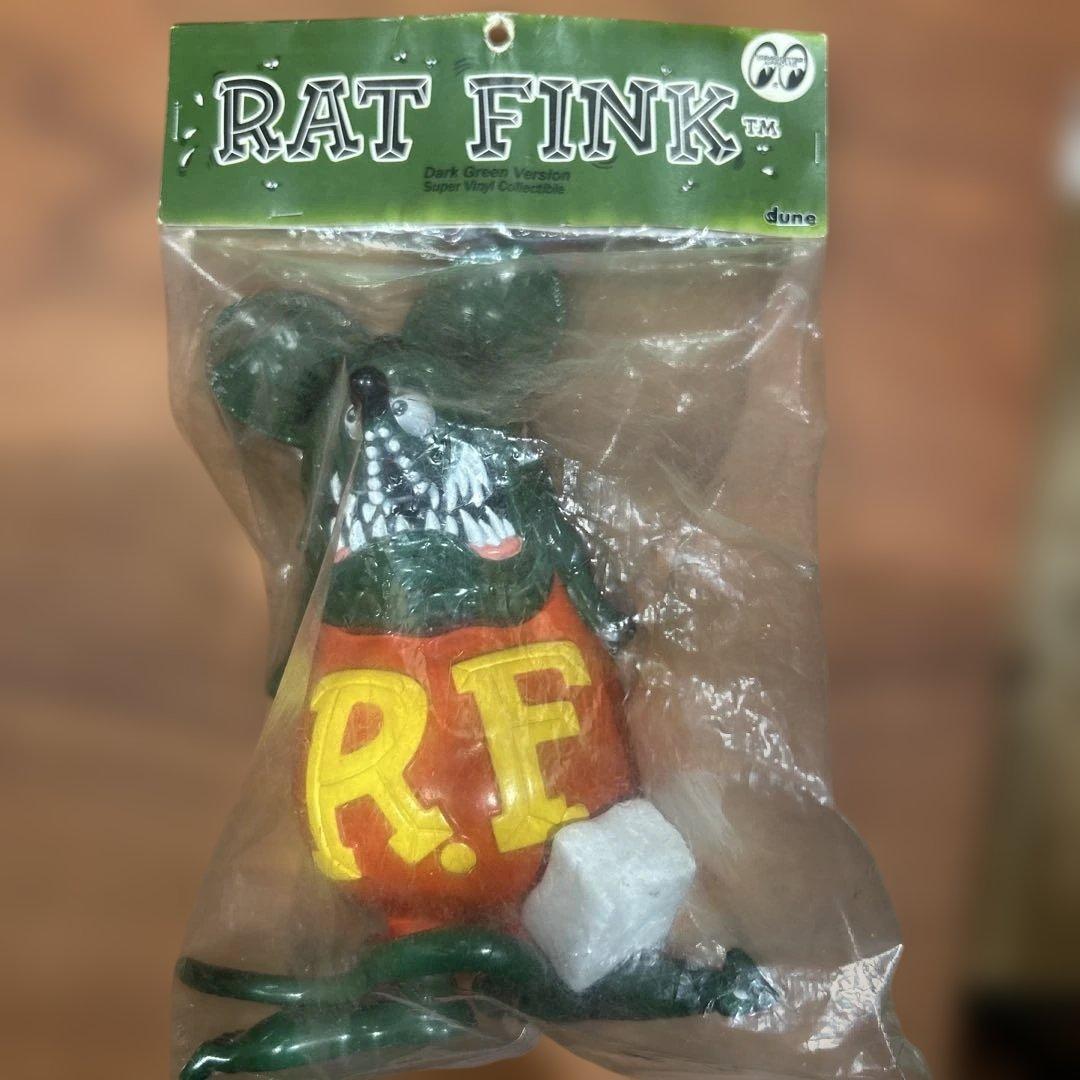 RAT FINK™
Dark Green Version
Super Vinyl Collectible
dune
R.F.